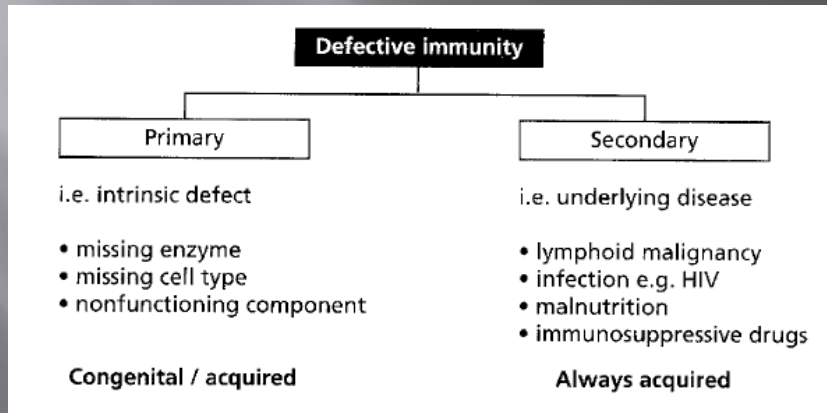 Defective immunity
Primary
i.e. intrinsic defect
• missing enzyme
• missing cell type
• nonfunctioning component
Congenital / acquired
Secondary
i.e. underlying disease
• lymphoid malignancy
• infection e.g. HIV
• malnutrition
• immunosuppressive drugs
Always acquired